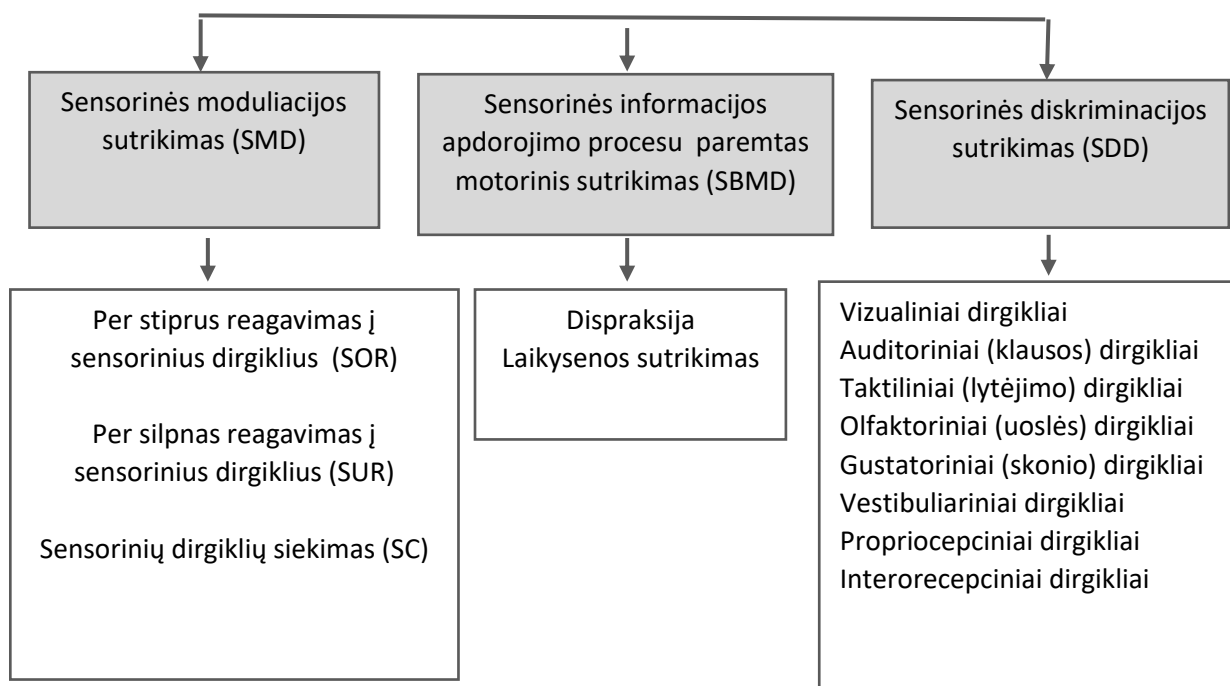 Sensorinės moduliacijos
sutrikimas (SMD)
Sensorinės informacijos
apdorojimo procesu paremtas
motorinis sutrikimas (SBMD)
Sensorinės diskriminacijos
sutrikimas (SDD)
Per stiprus reagavimas į
sensorinius dirgiklius (SOR)
Per silpnas reagavimas į
sensorinius dirgiklius (SUR)
Sensorinių dirgiklių siekimas (SC)
Dispraksija
Laikysenos sutrikimas
Vizualiniai dirgikliai
Auditoriniai (klausos) dirgikliai
Taktiliniai (lytėjimo) dirgikliai
Olfaktoriniai (uoslės) dirgikliai
Gustatoriniai (skonio) dirgikliai
Vestibuliariniai dirgikliai
Propriocepciniai dirgikliai
Interorecepciniai dirgikliai